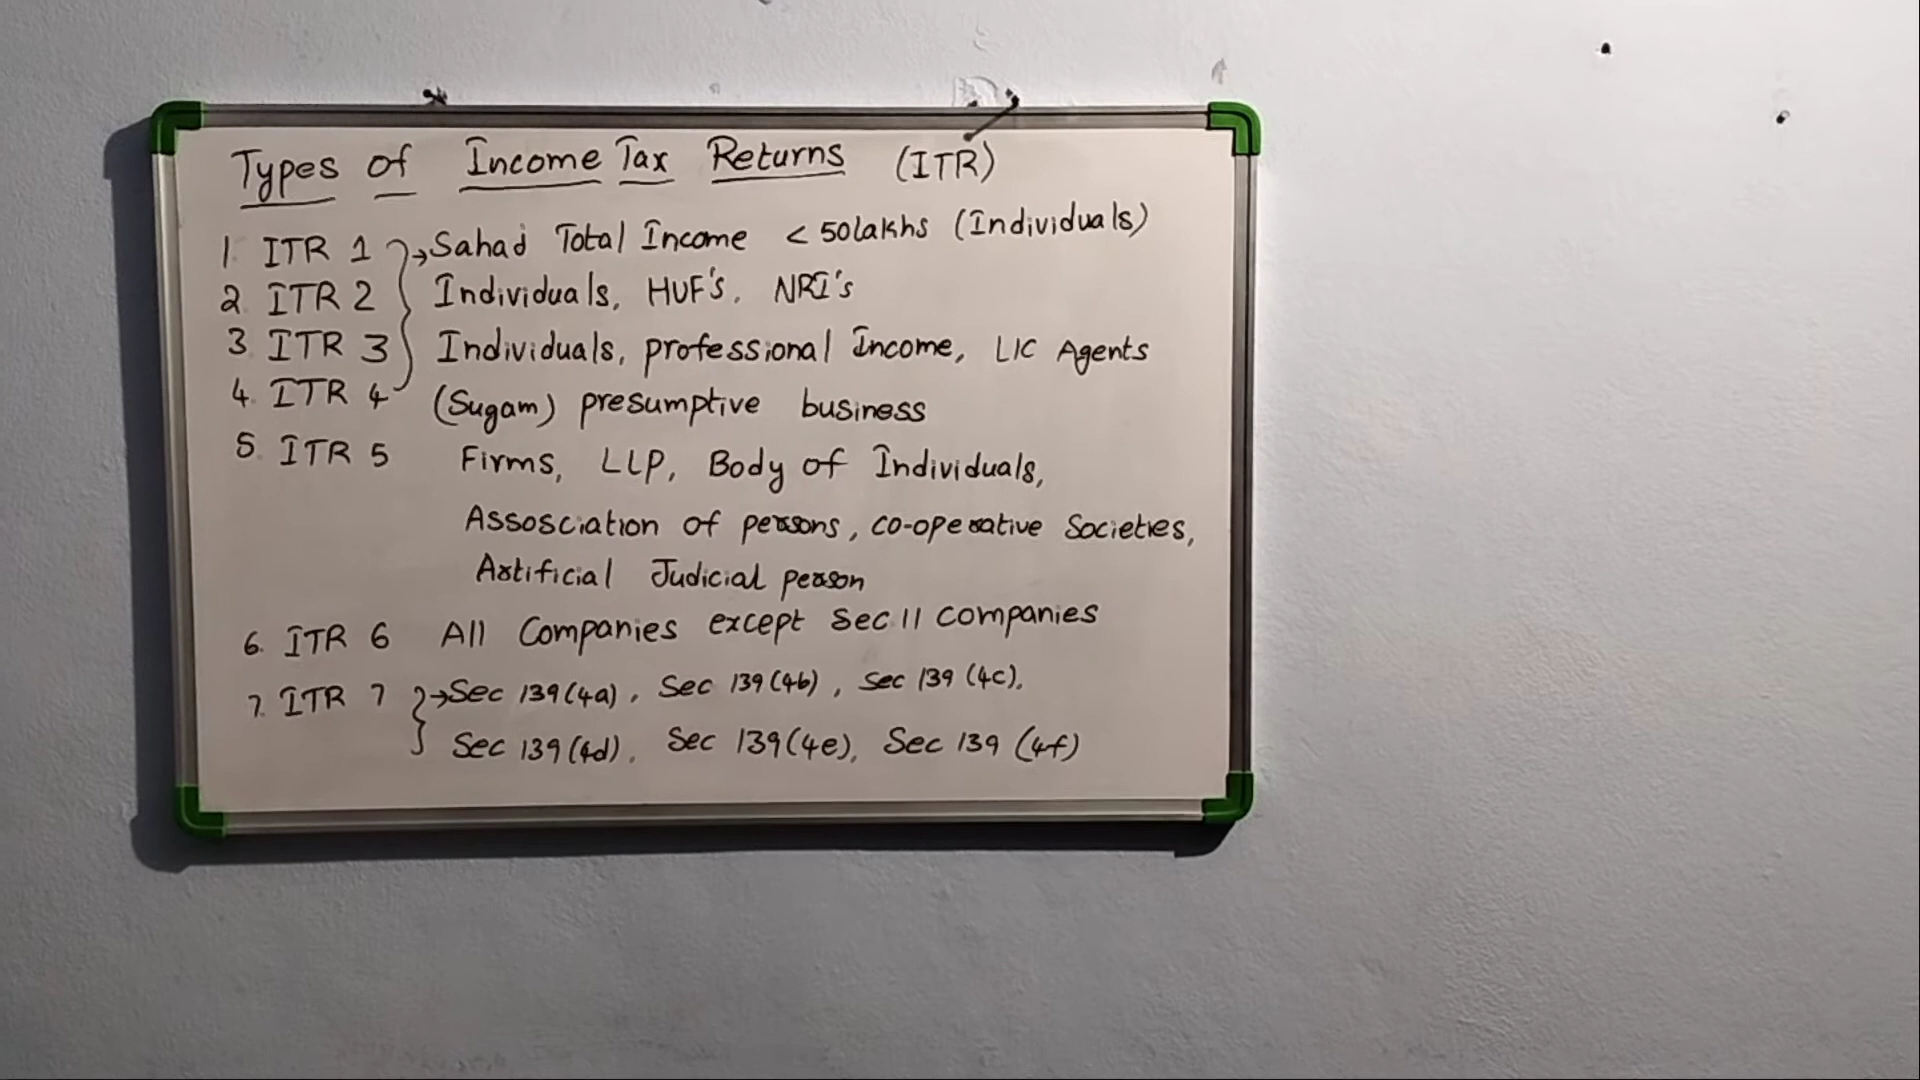 Types of Income Tax Returns (ITR)
1. ITR 1 → Sahad Total Income < 50lakhs (Individuals)
2. ITR 2 Individuals, HUF's, NRI's
3. ITR 3 Individuals, professional Income, LIC Agents
4. ITR 4 (Sugam) presumptive business
5. ITR 5 Firms, LLP, Body of Individuals,
Assosciation of persons, co-operative Societies,
Artificial Judicial person
6. ITR 6 All Companies except Sec 11 companies
7. ITR 7 → Sec 139(4a), Sec 139(4b), Sec 139 (4c),
Sec 139(4d), Sec 139(4e), Sec 139 (4f)